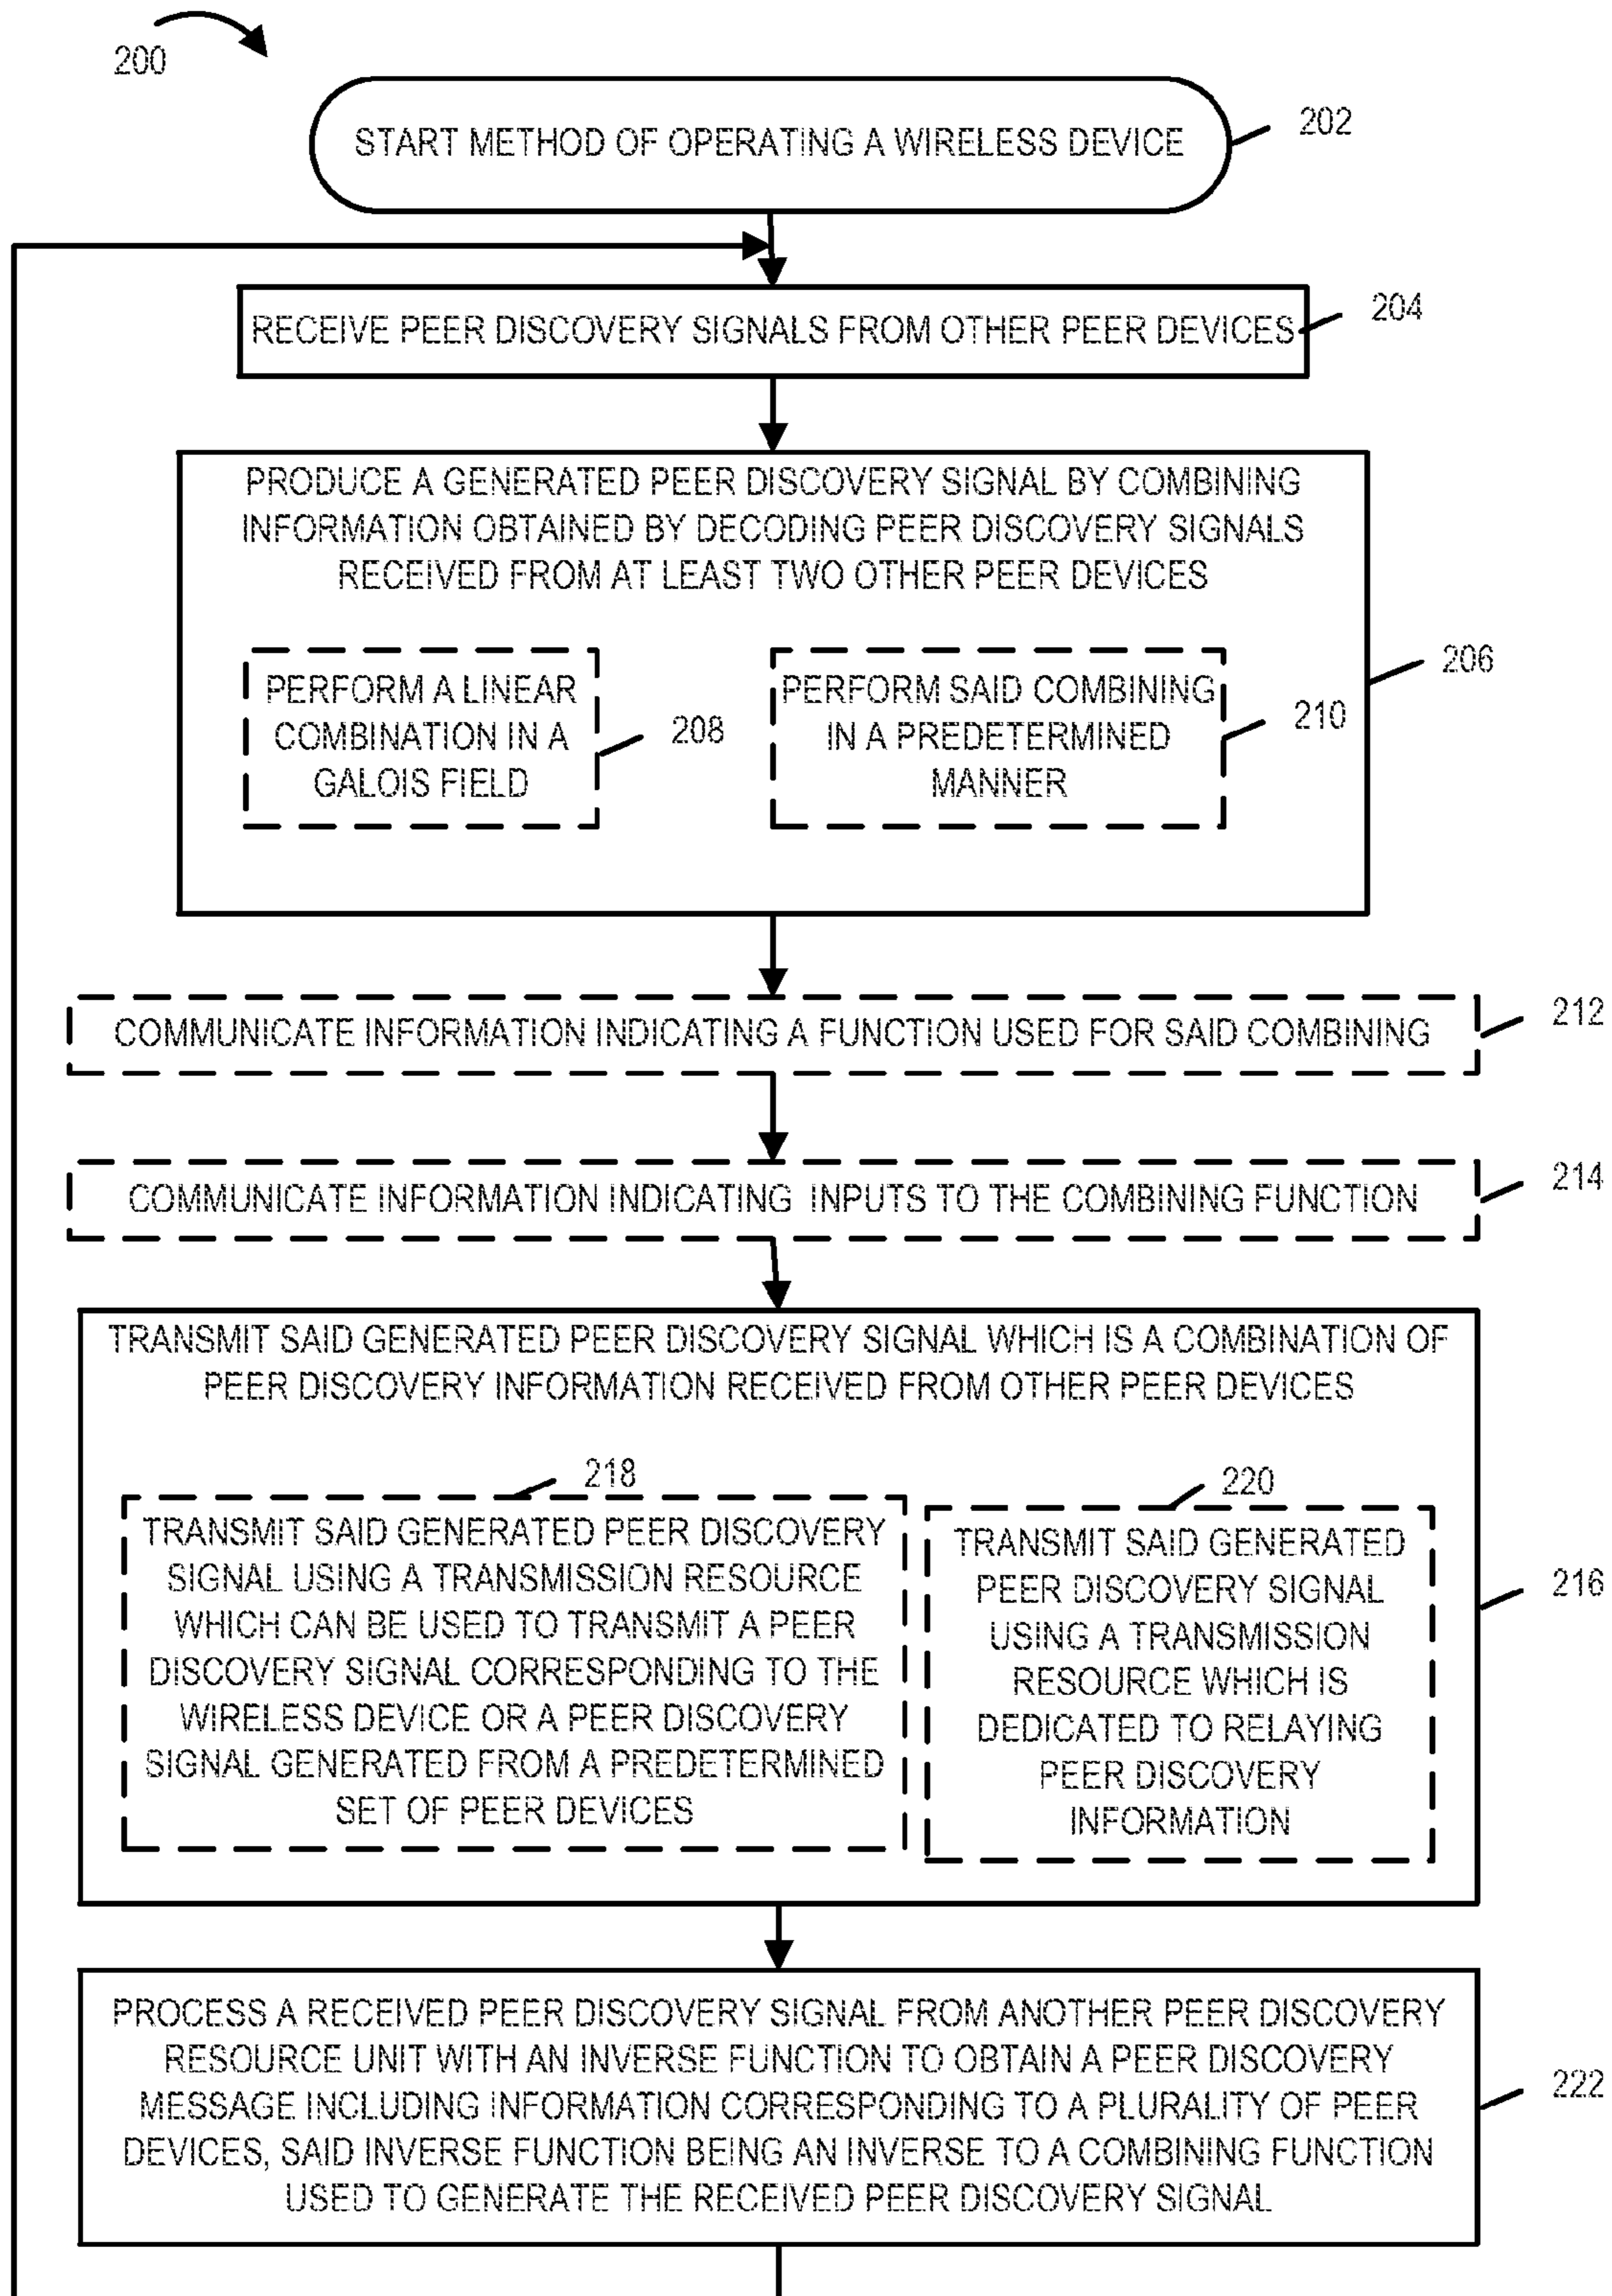 200
START METHOD OF OPERATING A WIRELESS DEVICE
202
RECEIVE PEER DISCOVERY SIGNALS FROM OTHER PEER DEVICES
204
PRODUCE A GENERATED PEER DISCOVERY SIGNAL BY COMBINING
INFORMATION OBTAINED BY DECODING PEER DISCOVERY SIGNALS
RECEIVED FROM AT LEAST TWO OTHER PEER DEVICES
206
PERFORM A LINEAR
COMBINATION IN A
GALOIS FIELD
208
PERFORM SAID COMBINING
IN A PREDETERMINED
MANNER
210
COMMUNICATE INFORMATION INDICATING A FUNCTION USED FOR SAID COMBINING
212
COMMUNICATE INFORMATION INDICATING INPUTS TO THE COMBINING FUNCTION
214
TRANSMIT SAID GENERATED PEER DISCOVERY SIGNAL WHICH IS A COMBINATION OF
PEER DISCOVERY INFORMATION RECEIVED FROM OTHER PEER DEVICES
216
218
TRANSMIT SAID GENERATED PEER DISCOVERY
SIGNAL USING A TRANSMISSION RESOURCE
WHICH CAN BE USED TO TRANSMIT A PEER
DISCOVERY SIGNAL CORRESPONDING TO THE
WIRELESS DEVICE OR A PEER DISCOVERY
SIGNAL GENERATED FROM A PREDETERMINED
SET OF PEER DEVICES
220
TRANSMIT SAID GENERATED
PEER DISCOVERY SIGNAL
USING A TRANSMISSION
RESOURCE WHICH IS
DEDICATED TO RELAYING
PEER DISCOVERY
INFORMATION
PROCESS A RECEIVED PEER DISCOVERY SIGNAL FROM ANOTHER PEER DISCOVERY
RESOURCE UNIT WITH AN INVERSE FUNCTION TO OBTAIN A PEER DISCOVERY
MESSAGE INCLUDING INFORMATION CORRESPONDING TO A PLURALITY OF PEER
DEVICES, SAID INVERSE FUNCTION BEING AN INVERSE TO A COMBINING FUNCTION
USED TO GENERATE THE RECEIVED PEER DISCOVERY SIGNAL
222